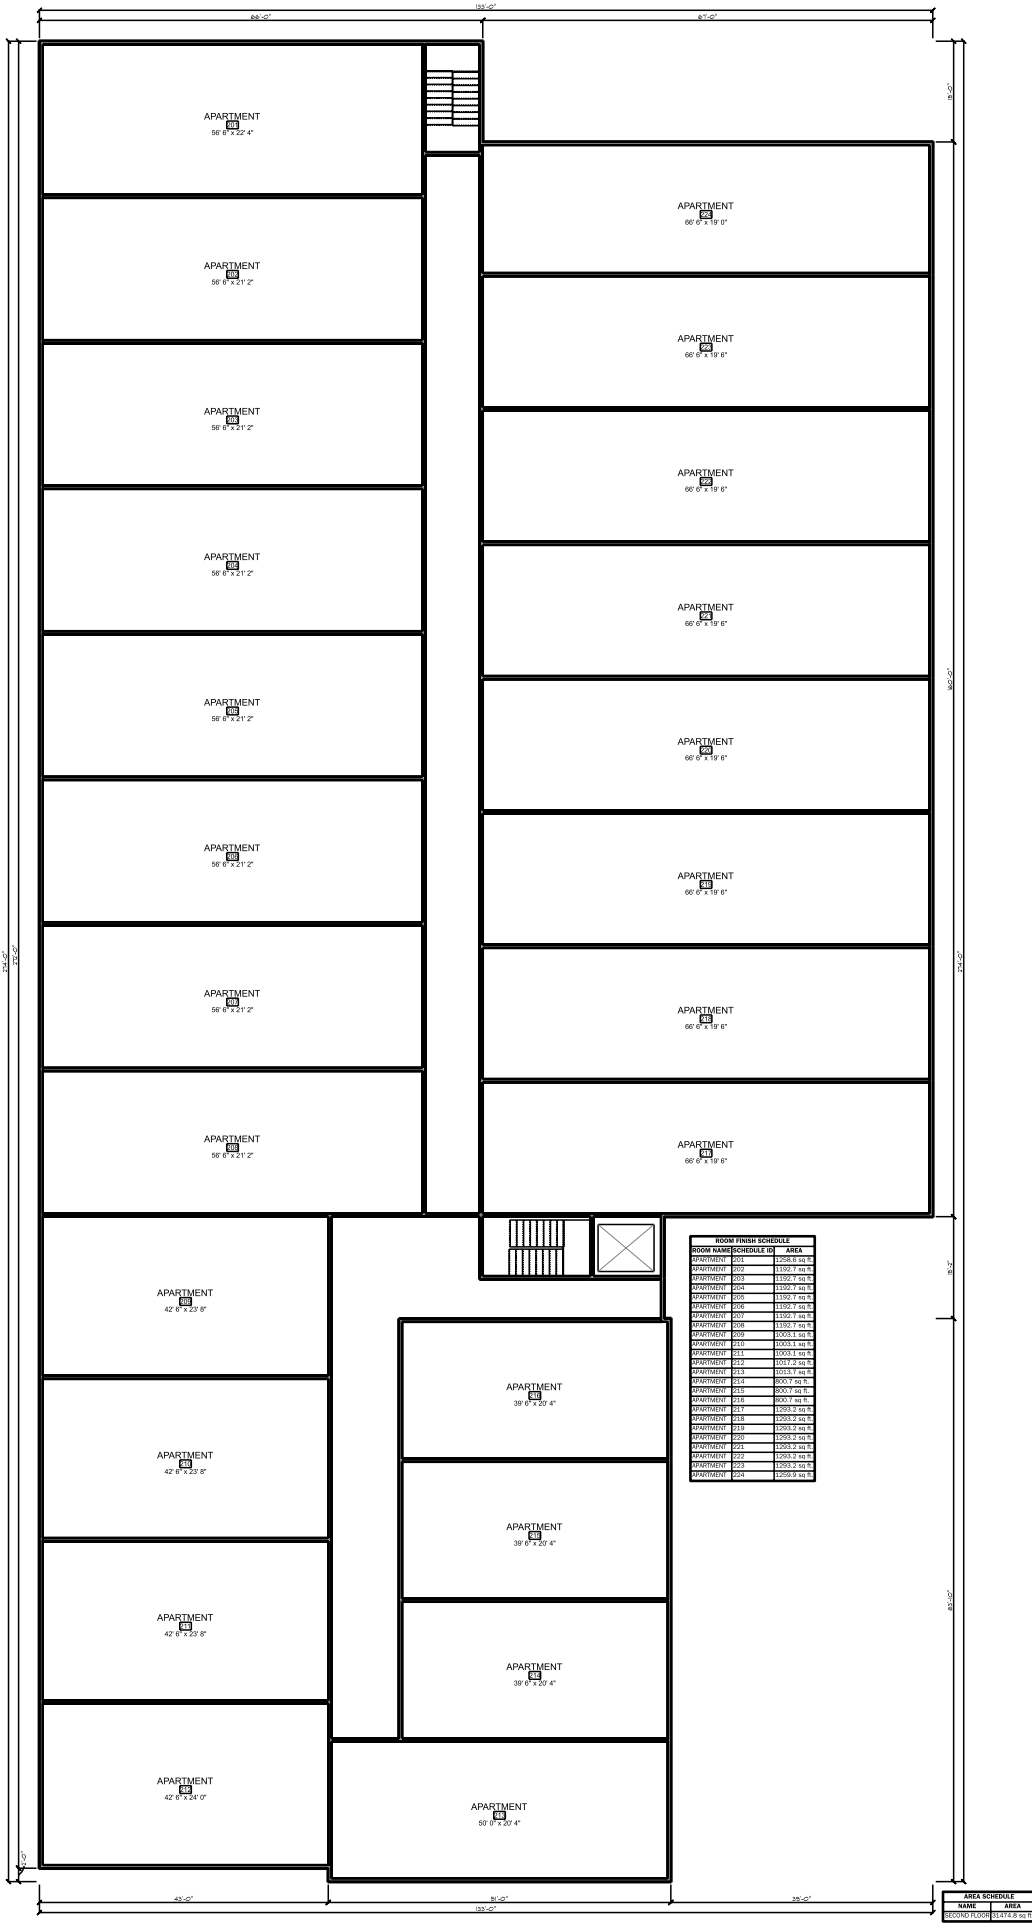 133'-0"
66'-0" 67'-0"
APARTMENT
201
56' 6" x 22' 4"
15'-0"
APARTMENT
224
66' 6" x 19' 0"
APARTMENT
202
56' 6" x 21' 2"
APARTMENT
223
66' 6" x 19' 6"
APARTMENT
203
56' 6" x 21' 2"
APARTMENT
222
66' 6" x 19' 6"
APARTMENT
204
56' 6" x 21' 2"
APARTMENT
221
66' 6" x 19' 6"
160'-0"
APARTMENT
205
56' 6" x 21' 2"
APARTMENT
220
66' 6" x 19' 6"
APARTMENT
206
56' 6" x 21' 2"
APARTMENT
219
66' 6" x 19' 6"
274'-0"
272'-0"
274'-0"
APARTMENT
207
56' 6" x 21' 2"
APARTMENT
218
66' 6" x 19' 6"
APARTMENT
208
56' 6" x 21' 2"
APARTMENT
217
66' 6" x 19' 6"
15'-2"
APARTMENT
209
42' 6" x 23' 8"
ROOM FINISH SCHEDULE
ROOM NAME SCHEDULE ID AREA
APARTMENT 201 1258.6 sq ft.
APARTMENT 202 1192.7 sq ft.
APARTMENT 203 1192.7 sq ft.
APARTMENT 204 1192.7 sq ft.
APARTMENT 205 1192.7 sq ft.
APARTMENT 206 1192.7 sq ft.
APARTMENT 207 1192.7 sq ft.
APARTMENT 208 1192.7 sq ft.
APARTMENT 209 1003.1 sq ft.
APARTMENT 210 1003.1 sq ft.
APARTMENT 211 1003.1 sq ft.
APARTMENT 212 1017.2 sq ft.
APARTMENT 213 1013.7 sq ft.
APARTMENT 214 800.7 sq ft.
APARTMENT 215 800.7 sq ft.
APARTMENT 216 800.7 sq ft.
APARTMENT 217 1293.2 sq ft.
APARTMENT 218 1293.2 sq ft.
APARTMENT 219 1293.2 sq ft.
APARTMENT 220 1293.2 sq ft.
APARTMENT 221 1293.2 sq ft.
APARTMENT 222 1293.2 sq ft.
APARTMENT 223 1293.2 sq ft.
APARTMENT 224 1259.9 sq ft.
APARTMENT
216
39' 6" x 20' 4"
APARTMENT
210
42' 6" x 23' 8"
APARTMENT
215
39' 6" x 20' 4"
83'-10"
APARTMENT
211
42' 6" x 23' 8"
APARTMENT
214
39' 6" x 20' 4"
APARTMENT
212
42' 6" x 24' 0"
APARTMENT
213
50' 0" x 20' 4"
2'-0"
43'-0" 51'-0" 39'-0"
133'-0"
AREA SCHEDULE
NAME AREA
SECOND FLOOR 31474.8 sq ft